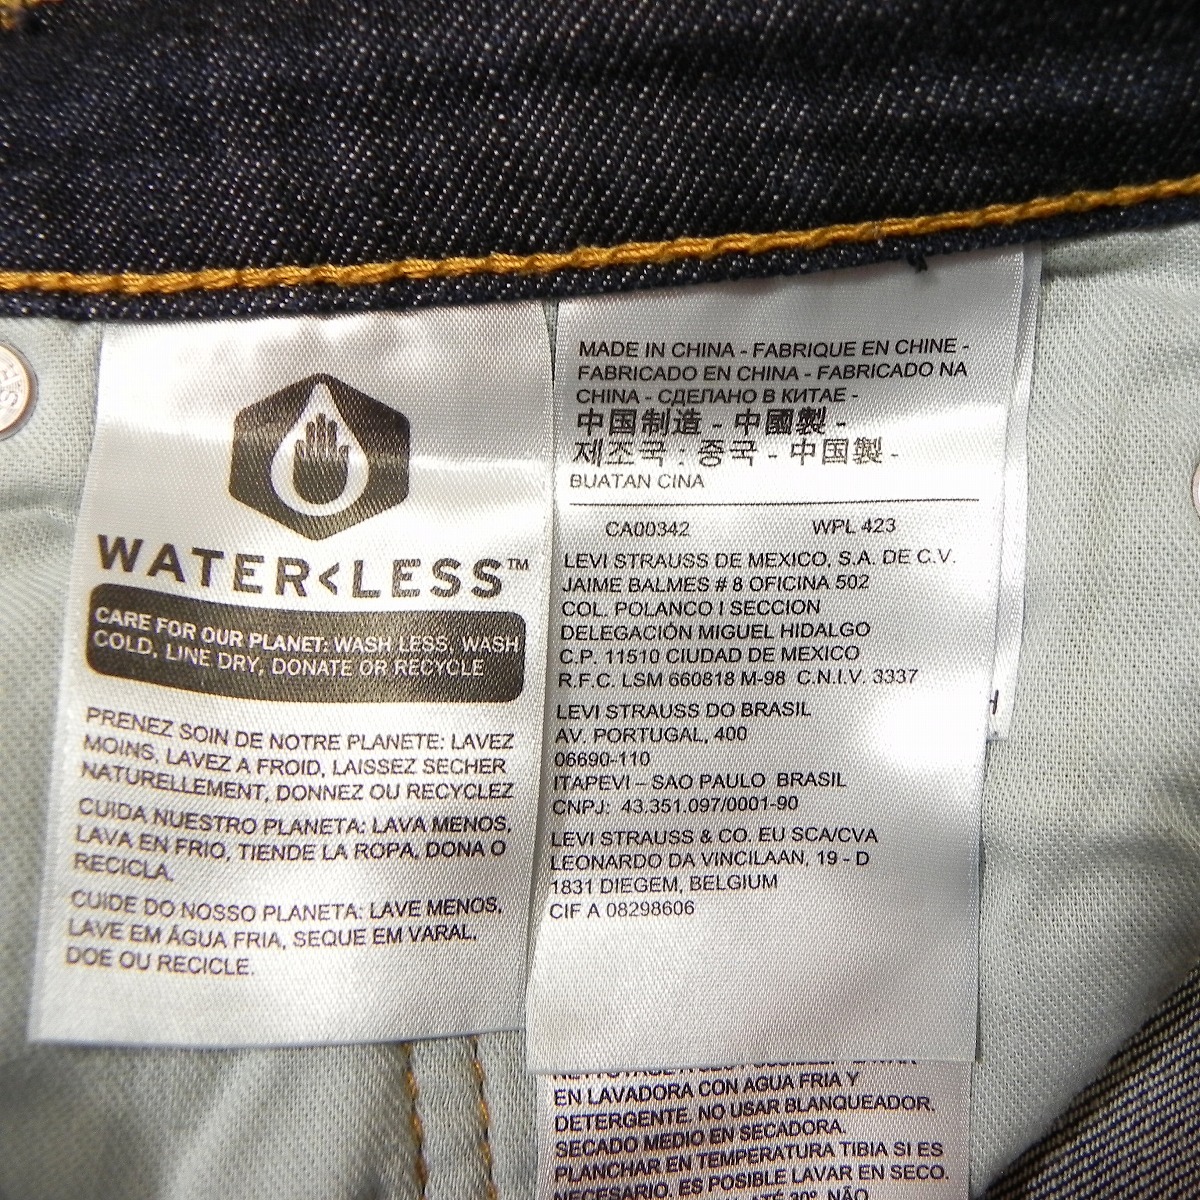 WATER<LESS™
CARE FOR OUR PLANET: WASH LESS, WASH
COLD, LINE DRY, DONATE OR RECYCLE
PRENEZ SOIN DE NOTRE PLANETE: LAVEZ
MOINS, LAVEZ A FROID, LAISSEZ SECHER
NATURELLEMENT, DONNEZ OU RECYCLEZ
CUIDA NUESTRO PLANETA: LAVA MENOS,
LAVA EN FRIO, TIENDE LA ROPA, DONA O
RECICLA.
CUIDE DO NOSSO PLANETA: LAVE MENOS,
LAVE EM ÁGUA FRIA, SEQUE EM VARAL,
DOE OU RECICLE.
MADE IN CHINA - FABRIQUE EN CHINE -
FABRICADO EN CHINA - FABRICADO NA
CHINA - СДЕЛАНО В КИТАЕ -
中国制造 - 中國製 -
제조국 : 중국 - 中国製 -
BUATAN CINA
CA00342 WPL 423
LEVI STRAUSS DE MEXICO, S.A. DE C.V.
JAIME BALMES # 8 OFICINA 502
COL. POLANCO I SECCION
DELEGACIÓN MIGUEL HIDALGO
C.P. 11510 CIUDAD DE MEXICO
R.F.C. LSM 660818 M-98 C.N.I.V. 3337
LEVI STRAUSS DO BRASIL
AV. PORTUGAL, 400
06690-110
ITAPEVI – SAO PAULO BRASIL
CNPJ: 43.351.097/0001-90
LEVI STRAUSS & CO. EU SCA/CVA
LEONARDO DA VINCILAAN, 19 - D
1831 DIEGEM, BELGIUM
CIF A 08298606
EN LAVADORA CON AGUA FRIA Y
DETERGENTE. NO USAR BLANQUEADOR.
SECADO MEDIO EN SECADORA.
PLANCHAR EN TEMPERATURA TIBIA SI ES
NECESARIO. ES POSIBLE LAVAR EN SECO.
30°. NÃO